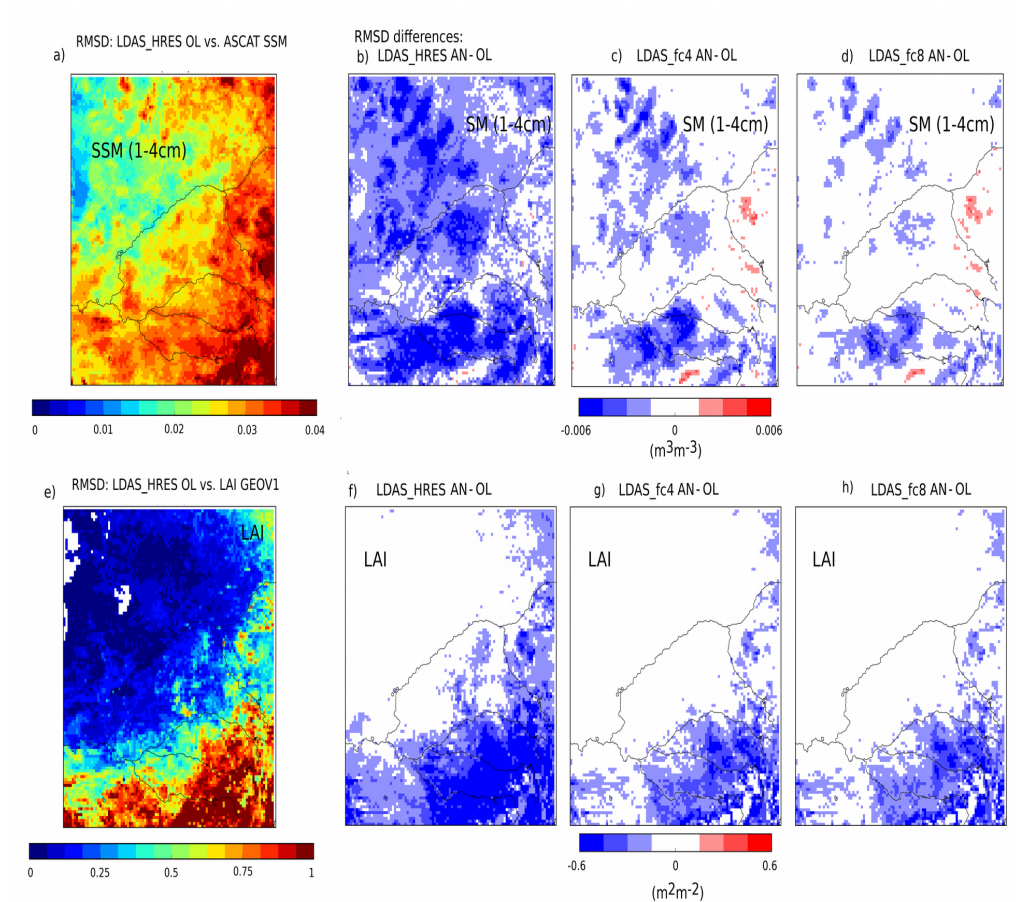 RMSD: LDAS_HRES OL vs. ASCAT SSM
a)
RMSD differences:
b) LDAS_HRES AN-OL
c) LDAS_fc4 AN-OL
d) LDAS_fc8 AN-OL
SSM (1-4cm)
SM (1-4cm)
SM (1-4cm)
SM (1-4cm)
0 0.01 0.02 0.03 0.04
-0.006 0 0.006
(m3m-3)
RMSD: LDAS_HRES OL vs. LAI GEOV1
e)
f) LDAS_HRES AN-OL
g) LDAS_fc4 AN-OL
h) LDAS_fc8 AN-OL
LAI
LAI
LAI
LAI
0 0.25 0.5 0.75 1
-0.6 0 0.6
(m2m-2)